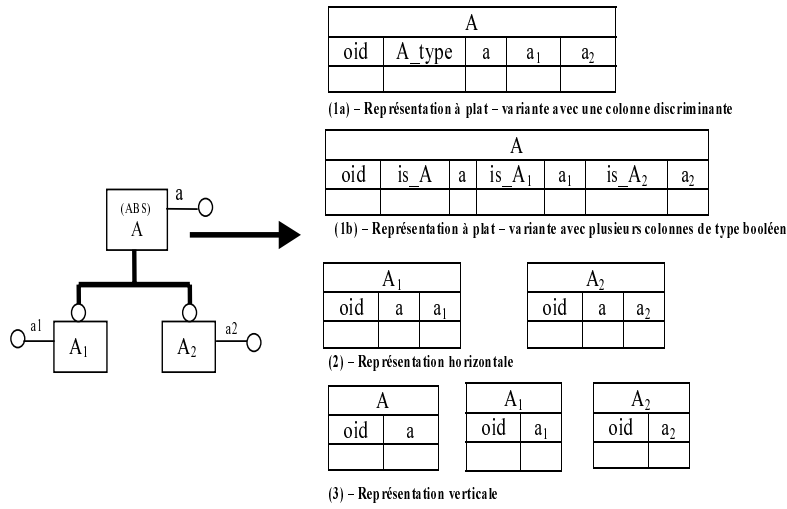 A
oid A_type a a1 a2
(1a) – Représentation à plat – variante avec une colonne discriminante
A
oid is_A a is_A1 a1 is_A2 a2
(1b) – Représentation à plat – variante avec plusieurs colonnes de type booléen
(ABS)
A
a
a1
A1
A2
a2
A1
oid a a1
A2
oid a a2
(2) – Représentation horizontale
A
oid a
A1
oid a1
A2
oid a2
(3) – Représentation verticale